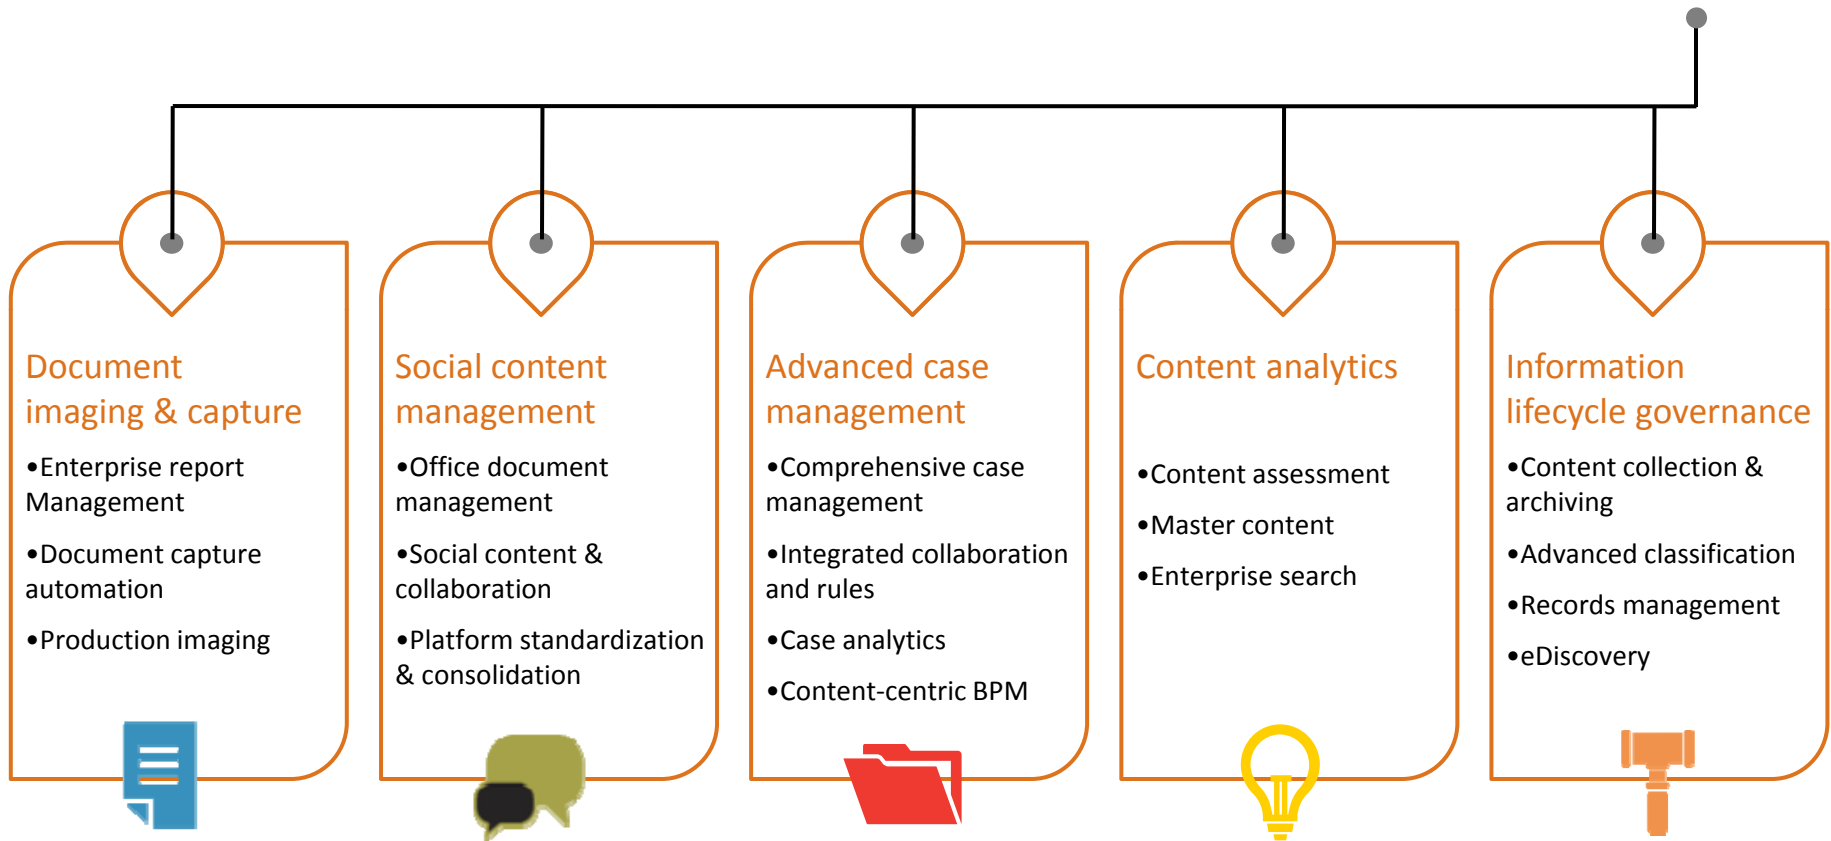 Document
imaging & capture
•Enterprise report
Management
•Document capture
automation
•Production imaging
Social content
management
•Office document
management
•Social content &
collaboration
•Platform standardization
& consolidation
Advanced case
management
•Comprehensive case
management
•Integrated collaboration
and rules
•Case analytics
•Content-centric BPM
Content analytics
•Content assessment
•Master content
•Enterprise search
Information
lifecycle governance
•Content collection &
archiving
•Advanced classification
•Records management
•eDiscovery